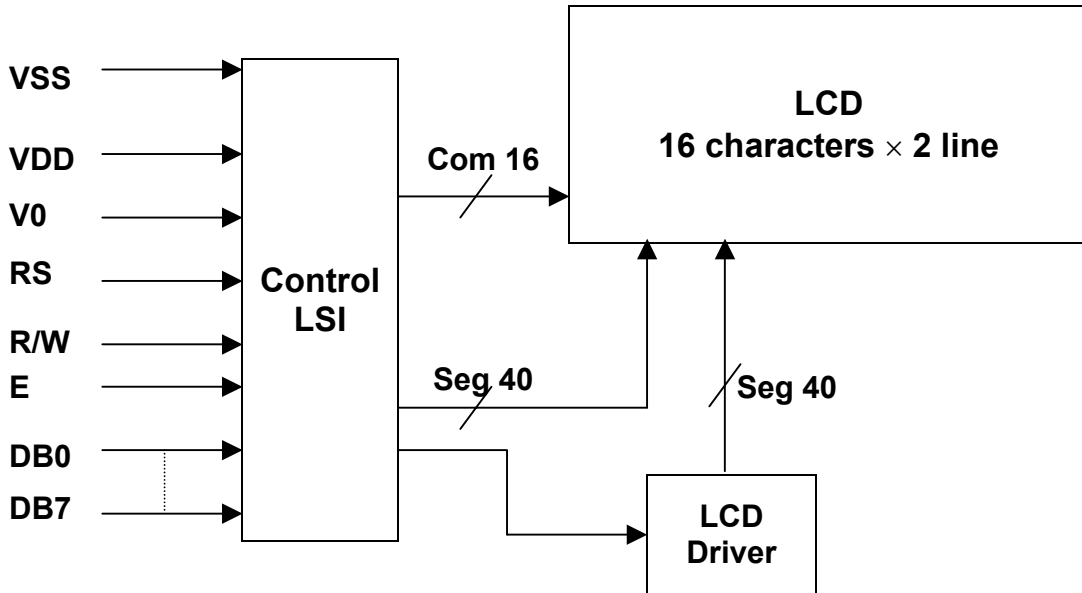 VSS
VDD
V0
RS
R/W
E
DB0
DB7
Control
LSI
Com 16
Seg 40
LCD
16 characters × 2 line
Seg 40
LCD
Driver